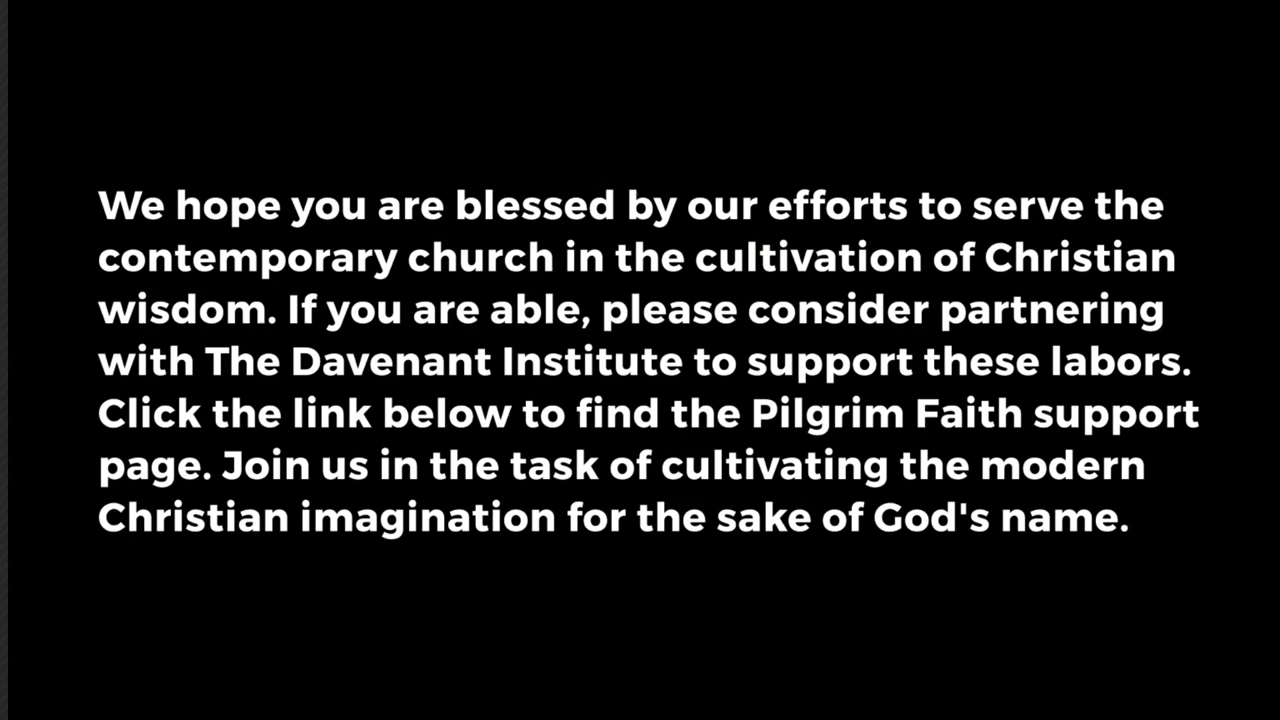 We hope you are blessed by our efforts to serve the
contemporary church in the cultivation of Christian
wisdom. If you are able, please consider partnering
with The Davenant Institute to support these labors.
Click the link below to find the Pilgrim Faith support
page. Join us in the task of cultivating the modern
Christian imagination for the sake of God's name.